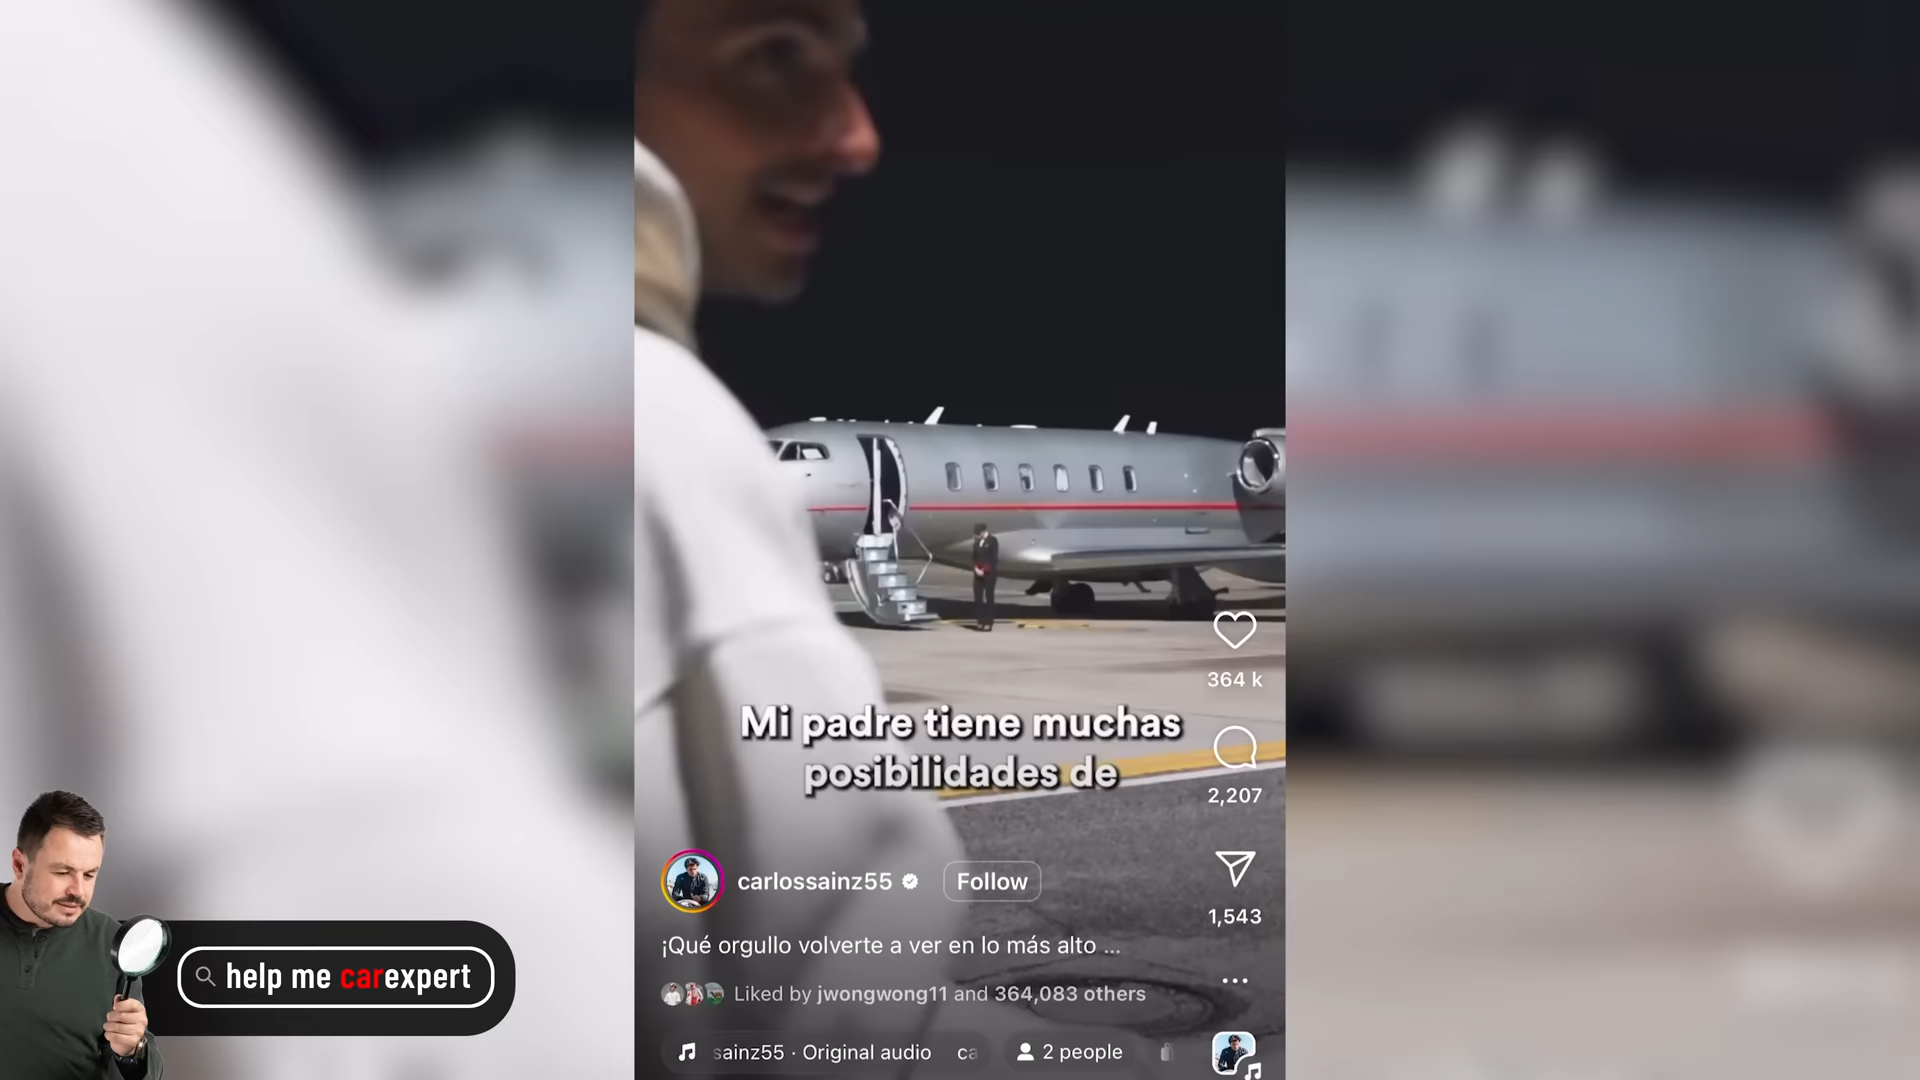 364 k
Mi padre tiene muchas
posibilidades de
2,207
carlossainz55
Follow
1,543
¡Qué orgullo volverte a ver en lo más alto ...
Liked by jwongwong11 and 364,083 others
sainz55 · Original audio ca
2 people
help me carexpert